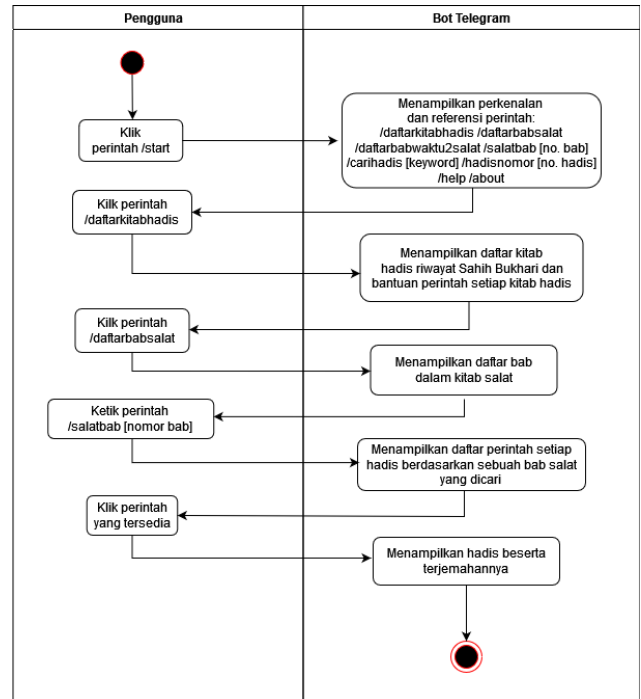 Pengguna
Bot Telegram
Klik
perintah /start
Menampilkan perkenalan
dan referensi perintah:
/daftarkitabhadis /daftarbabsalat
/daftarbabwaktu2salat /salatbab [no. bab]
/carihadis [keyword] /hadisnomor [no. hadis]
/help /about
Kilk perintah
/daftarkitabhadis
Menampilkan daftar kitab
hadis riwayat Sahih Bukhari dan
bantuan perintah setiap kitab hadis
Kilk perintah
/daftarbabsalat
Menampilkan daftar bab
dalam kitab salat
Ketik perintah
/salatbab [nomor bab]
Menampilkan daftar perintah setiap
hadis berdasarkan sebuah bab salat
yang dicari
Klik perintah
yang tersedia
Menampilkan hadis beserta
terjemahannya